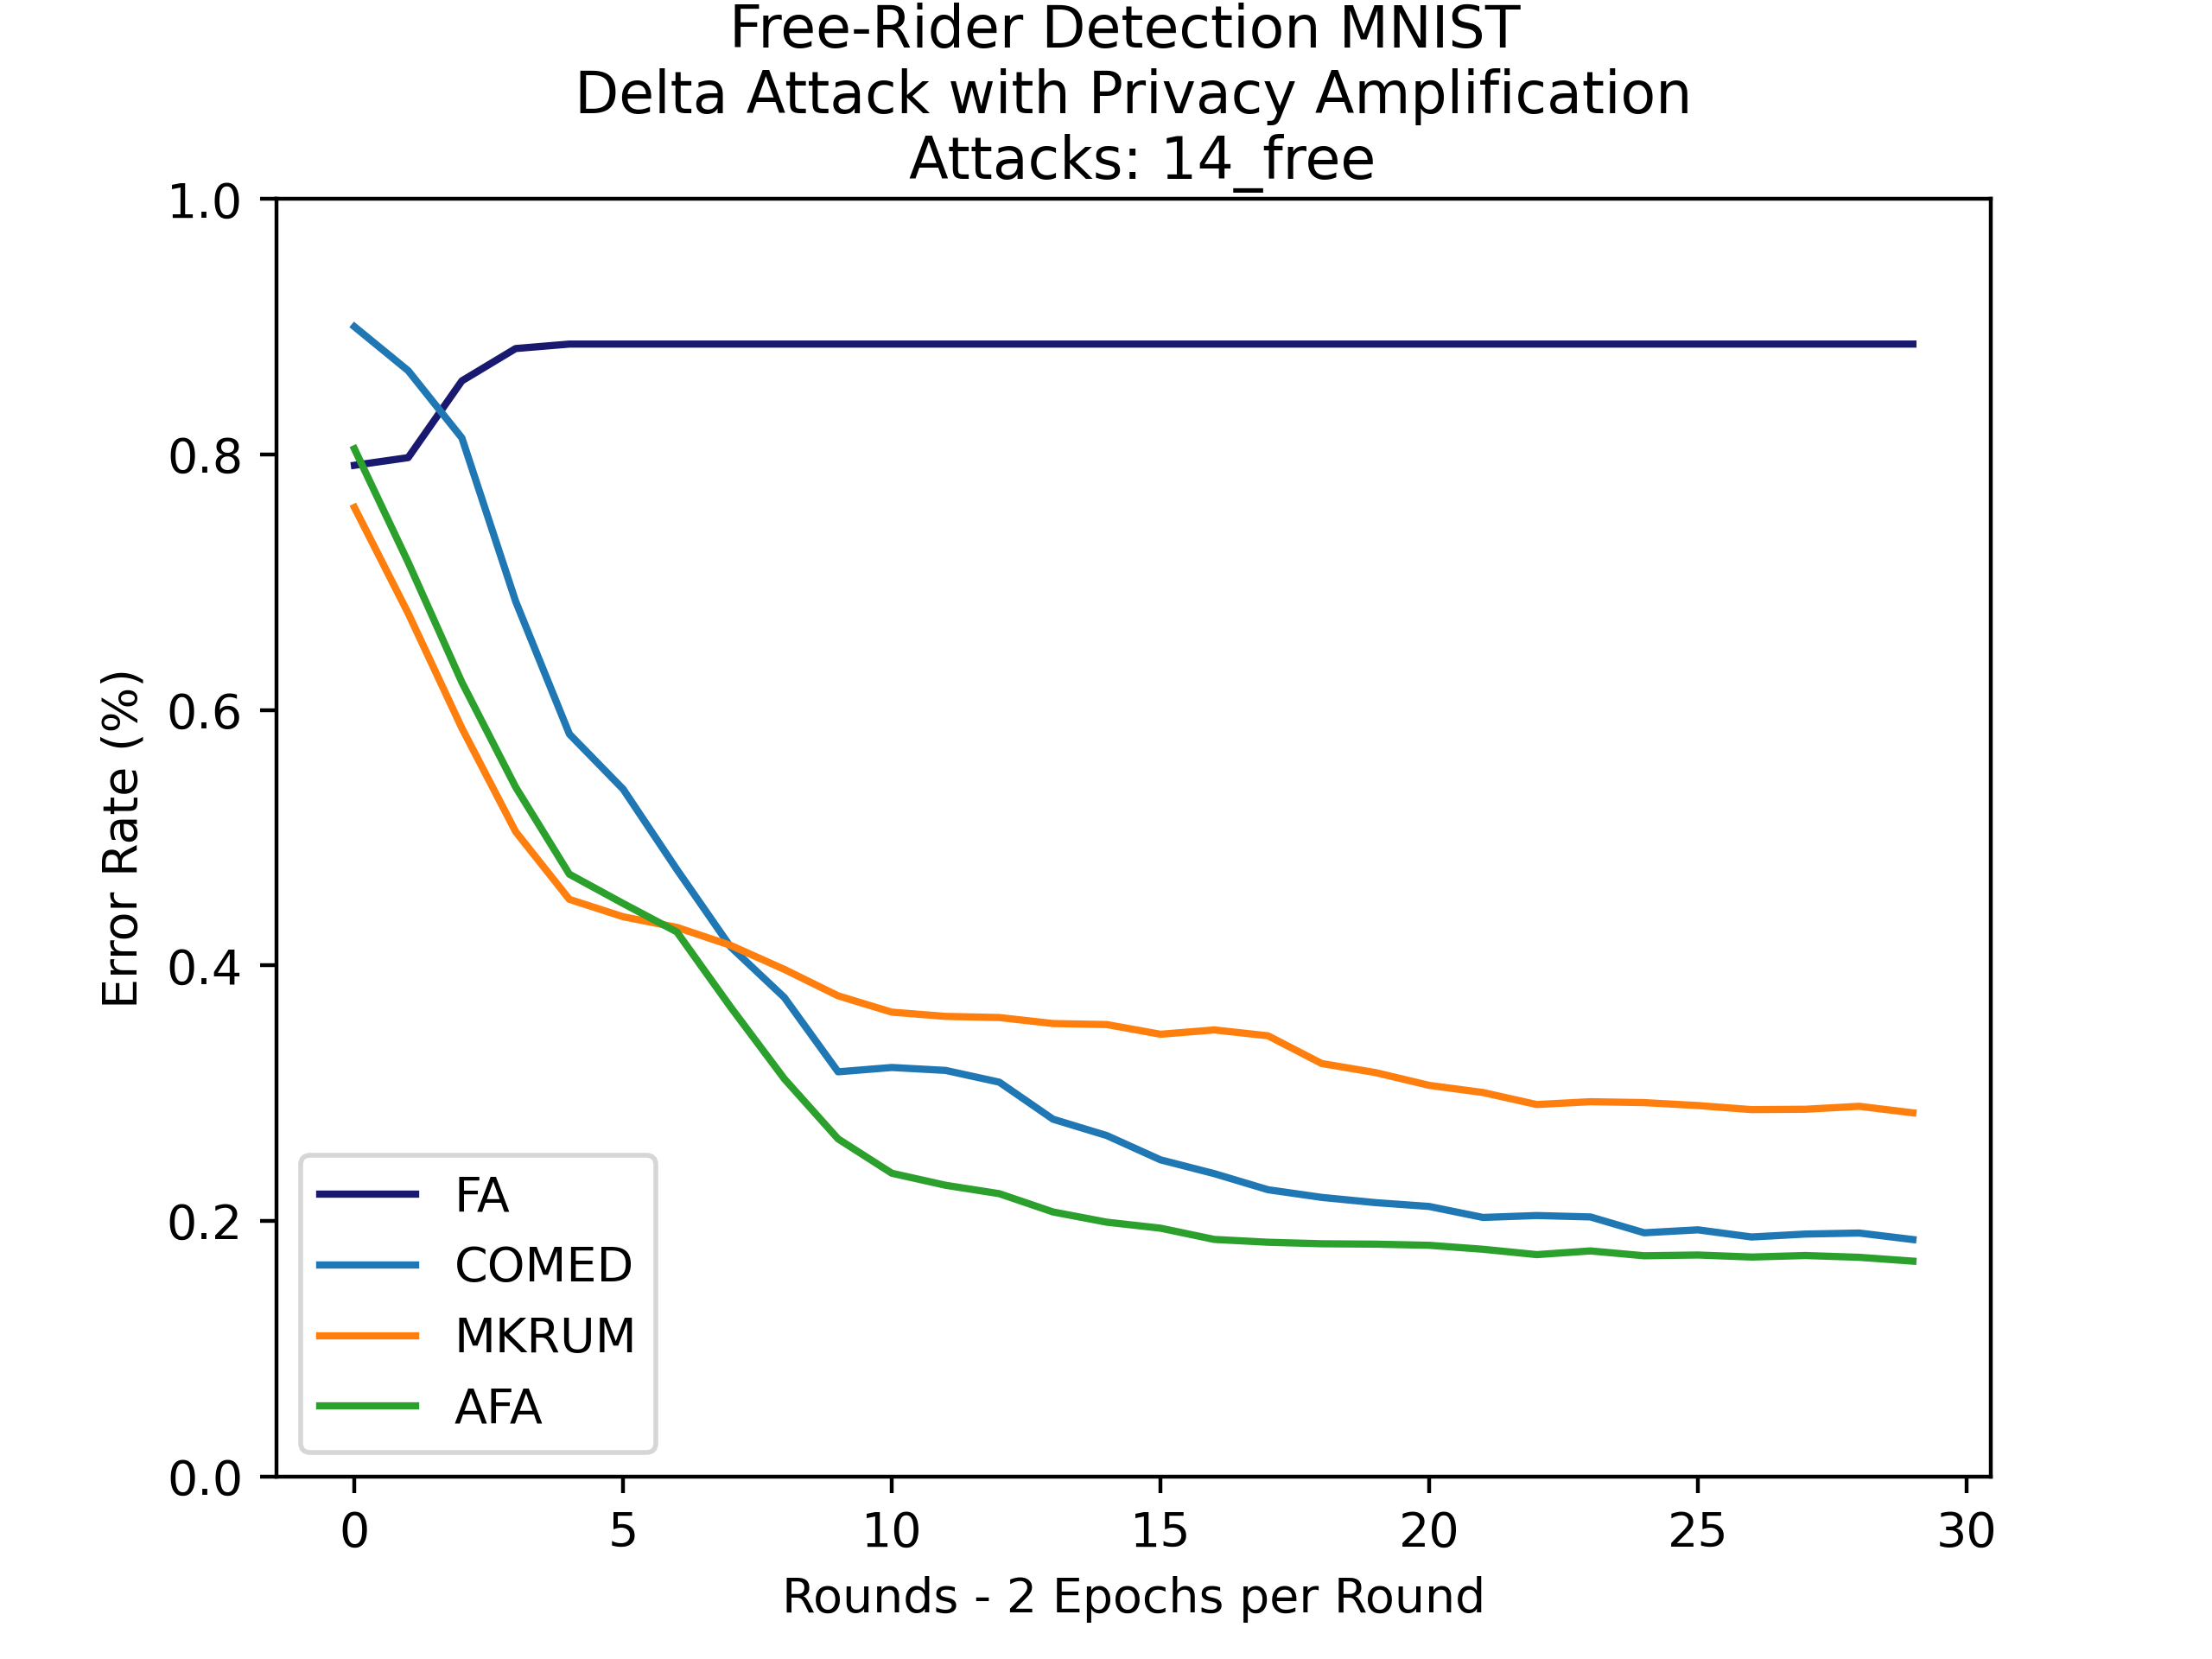 Free-Rider Detection MNIST
Delta Attack with Privacy Amplification
Attacks: 14_free
1.0
0.8
0.6
0.4
0.2
0.0
Error Rate (%)
FA
COMED
MKRUM
AFA
0 5 10 15 20 25 30
Rounds - 2 Epochs per Round